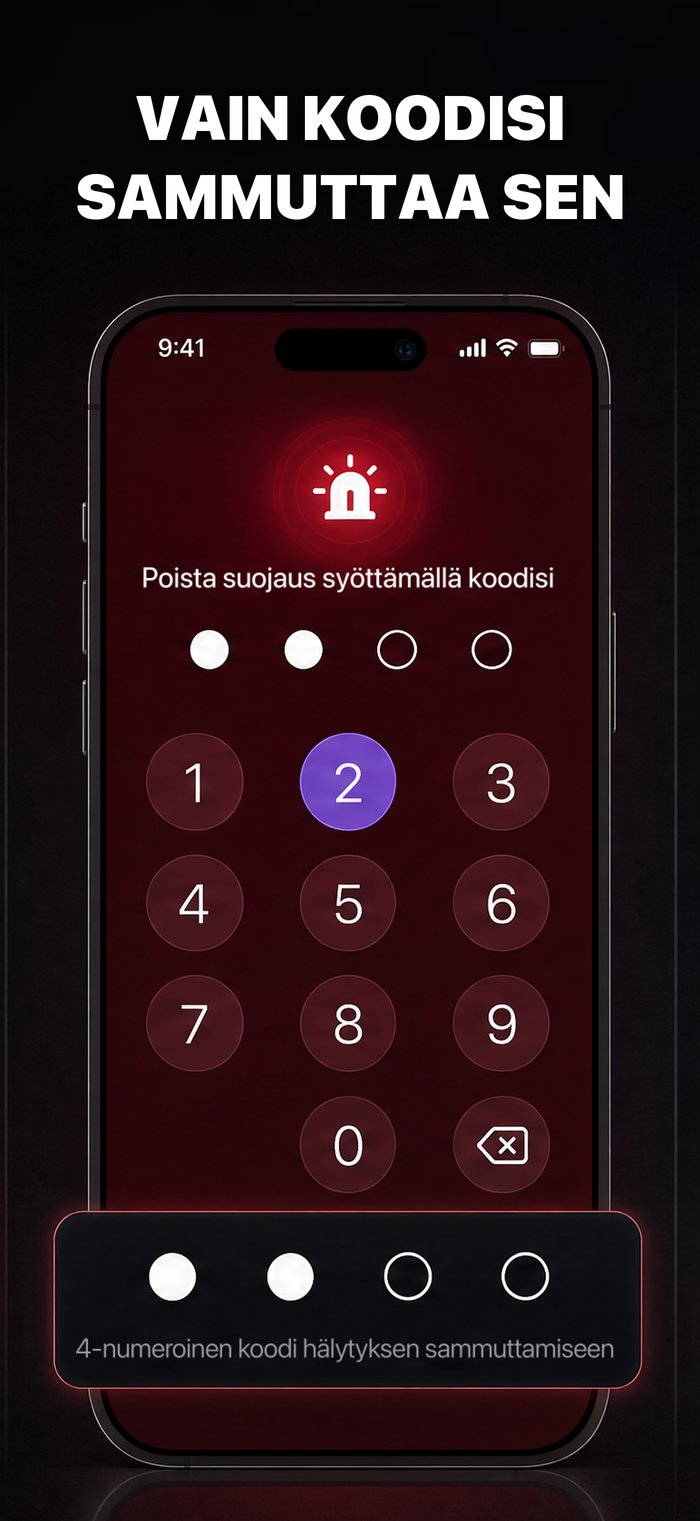 VAIN KOODISI
SAMMUTTAA SEN
9:41
Poista suojaus syöttämällä koodisi
1 2 3
4 5 6
7 8 9
0
4-numeroinen koodi hälytyksen sammuttamiseen